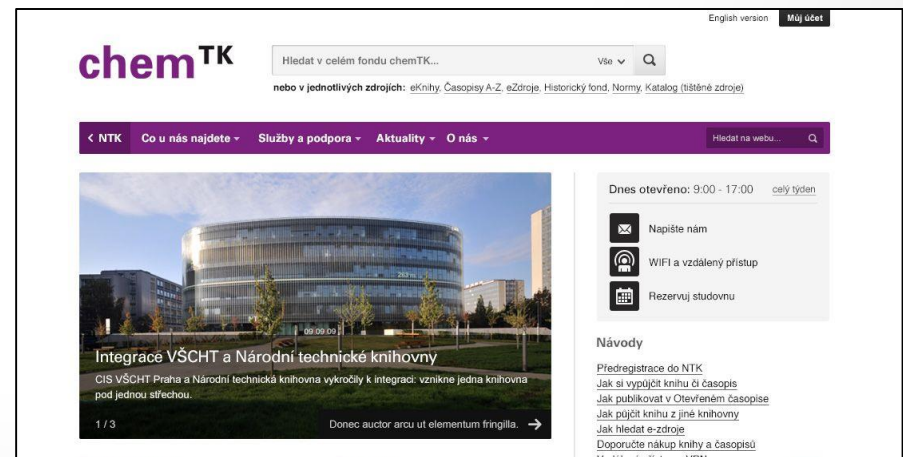 English version Můj účet
chemTK
Hledat v celém fondu chemTK... Vše
nebo v jednotlivých zdrojích: eKnihy, Časopisy A-Z, eZdroje, Historický fond, Normy, Katalog (tištěné zdroje)
< NTK Co u nás najdete Služby a podpora Aktuality O nás Hledat na webu...
Dnes otevřeno: 9:00 - 17:00 celý týden
Napište nám
WIFI a vzdálený přístup
Rezervuj studovnu
09 09 09
Integrace VŠCHT a Národní technické knihovny
CIS VŠCHT Praha a Národní technická knihovna vykročily k integraci: vznikne jedna knihovna
pod jednou střechou.
1 / 3 Donec auctor arcu ut elementum fringilla. →
Návody
Předregistrace do NTK
Jak si vypůjčit knihu či časopis
Jak publikovat v Otevřeném časopise
Jak půjčit knihu z jiné knihovny
Jak hledat e-zdroje
Doporučte nákup knihy a časopisů